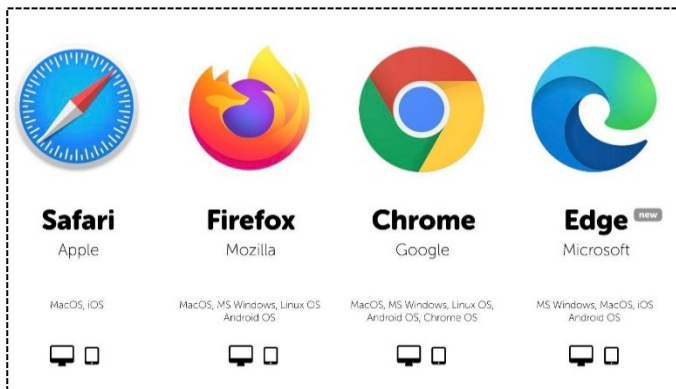 Safari
Apple
MacOS, iOS
Firefox
Mozilla
MacOS, MS Windows, Linux OS
Android OS
Chrome
Google
MacOS, MS Windows, Linux OS,
Android OS, Chrome OS
Edge new
Microsoft
MS Windows, MacOS, iOS
Android OS